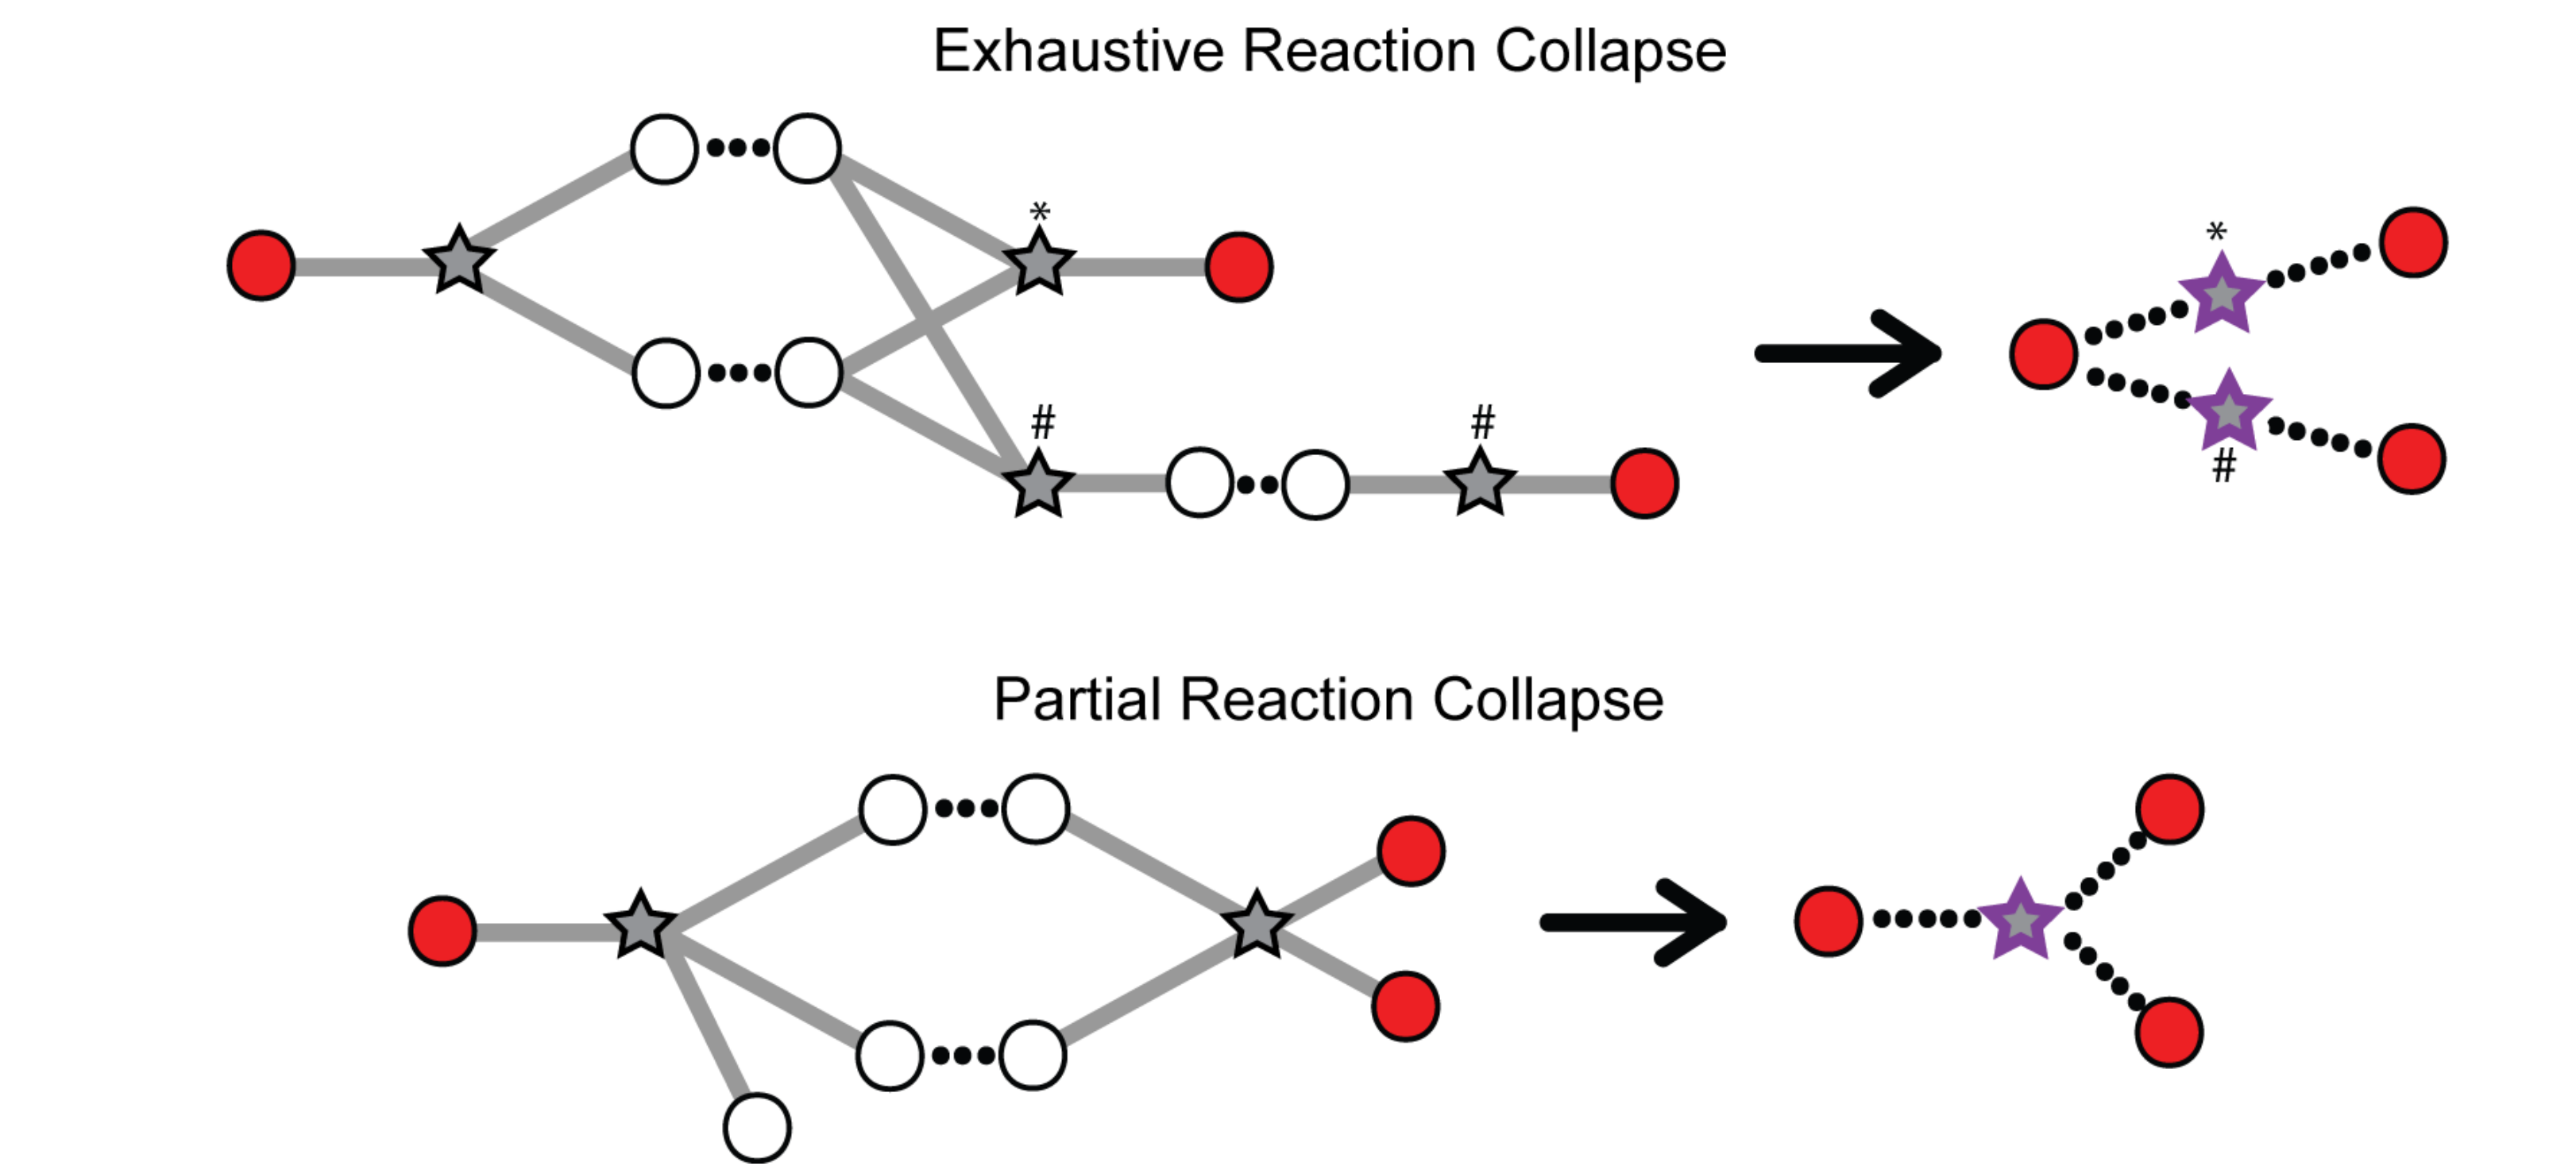 Exhaustive Reaction Collapse
*
*
# #
#
Partial Reaction Collapse